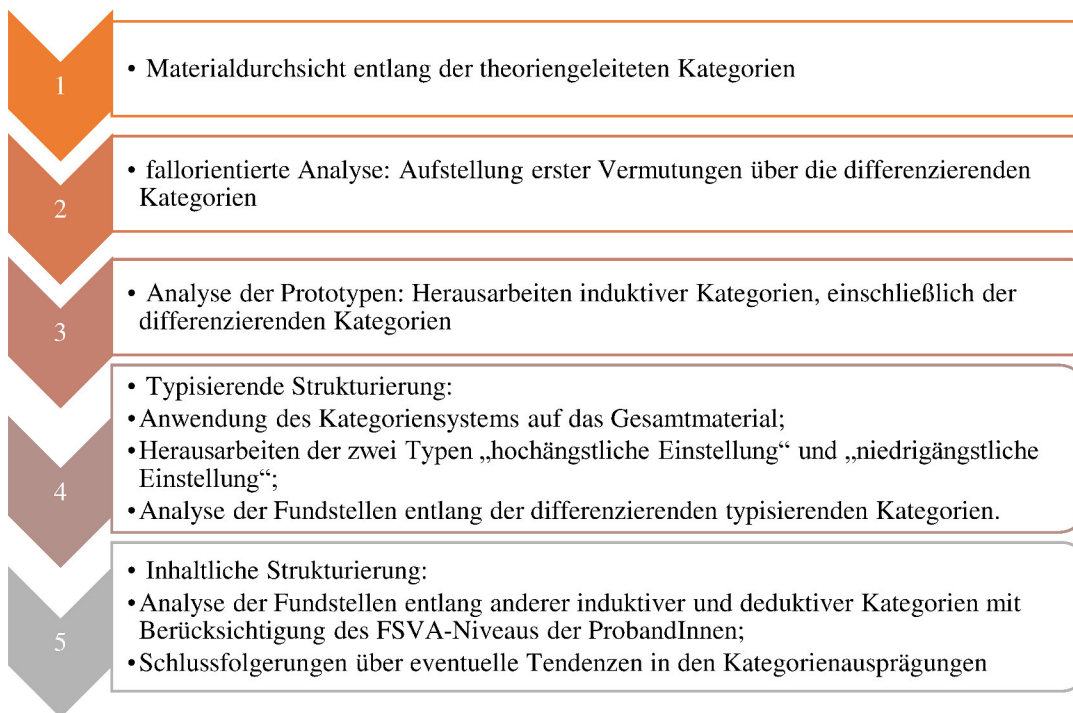 1
• Materialdurchsicht entlang der theoriengeleiteten Kategorien
2
• fallorientierte Analyse: Aufstellung erster Vermutungen über die differenzierenden
Kategorien
3
• Analyse der Prototypen: Herausarbeiten induktiver Kategorien, einschließlich der
differenzierenden Kategorien
4
• Typisierende Strukturierung:
•Anwendung des Kategoriensystems auf das Gesamtmaterial;
•Herausarbeiten der zwei Typen „hochängstliche Einstellung“ und „niedrigängstliche
Einstellung“;
•Analyse der Fundstellen entlang der differenzierenden typisierenden Kategorien.
5
• Inhaltliche Strukturierung:
•Analyse der Fundstellen entlang anderer induktiver und deduktiver Kategorien mit
Berücksichtigung des FSVA-Niveaus der ProbandInnen;
•Schlussfolgerungen über eventuelle Tendenzen in den Kategorienausprägungen